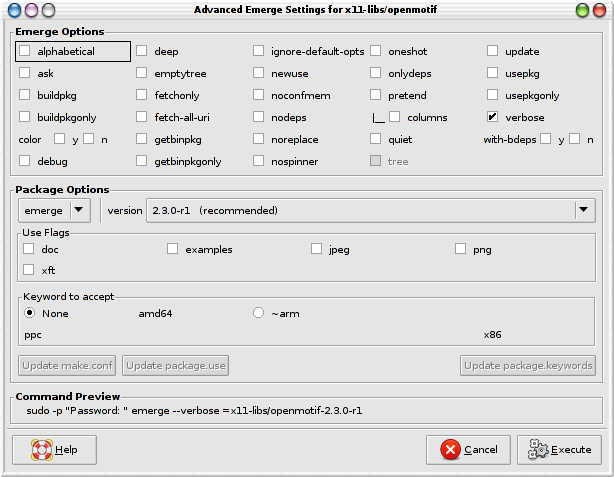 Advanced Emerge Settings for x11-libs/openmotif
Emerge Options
alphabetical deep ignore-default-opts oneshot update
ask emptytree newuse onlydeps usepkg
buildpkg fetchonly noconfmem pretend usepkgonly
buildpkgonly fetch-all-uri nodeps |__ columns verbose
color y n getbinpkg noreplace quiet with-bdeps y n
debug getbinpkgonly nospinner tree
Package Options
emerge version 2.3.0-r1 (recommended)
Use Flags
doc examples jpeg png
xft
Keyword to accept
None amd64 ~arm
ppc x86
Update make.conf Update package.use Update package.keywords
Command Preview
sudo -p "Password: " emerge --verbose =x11-libs/openmotif-2.3.0-r1
Help Cancel Execute